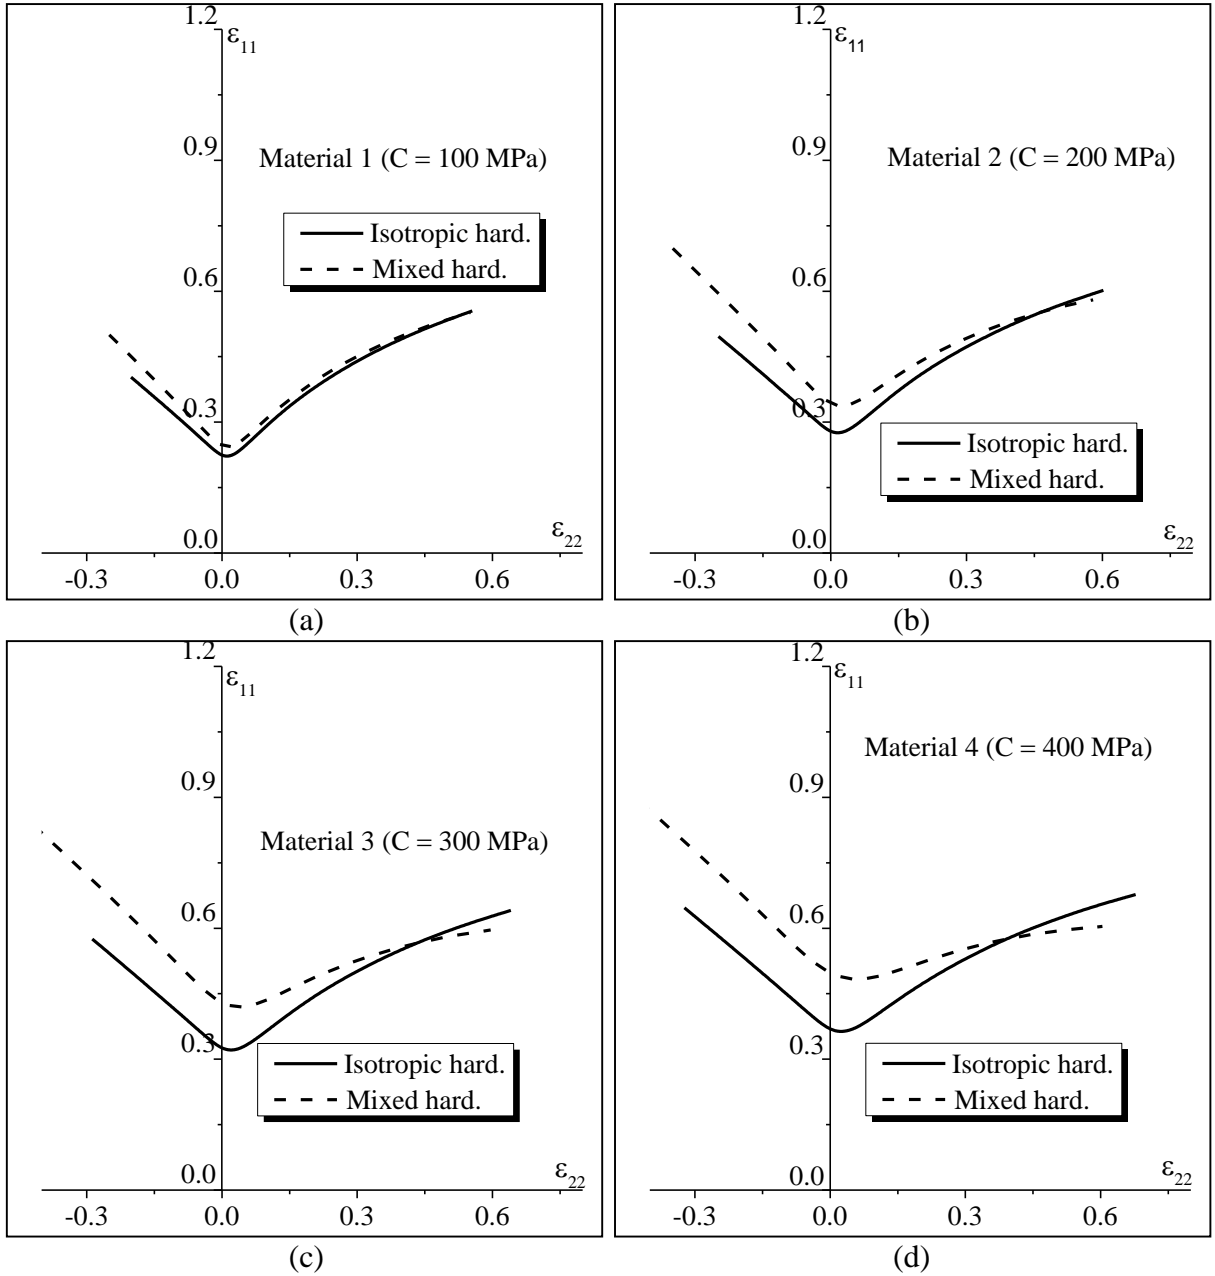 1.2
ε11
0.9
Material 1 (C = 100 MPa)
Isotropic hard.
Mixed hard.
0.6
0.3
0.0
ε22
-0.3 0.0 0.3 0.6
(a)
1.2
ε11
0.9
Material 2 (C = 200 MPa)
0.6
0.3
Isotropic hard.
Mixed hard.
0.0
ε22
-0.3 0.0 0.3 0.6
(b)
1.2
ε11
0.9
Material 3 (C = 300 MPa)
0.6
0.3
Isotropic hard.
Mixed hard.
0.0
ε22
-0.3 0.0 0.3 0.6
(c)
1.2
ε11
Material 4 (C = 400 MPa)
0.9
0.6
0.3
Isotropic hard.
Mixed hard.
0.0
ε22
-0.3 0.0 0.3 0.6
(d)